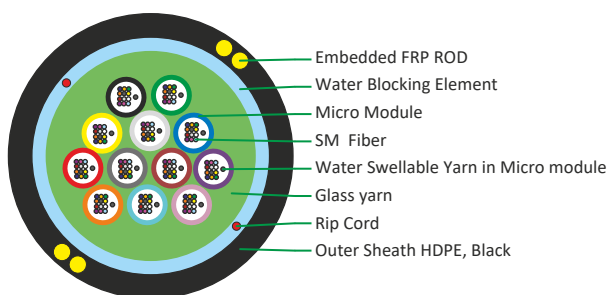 Embedded FRP ROD
Water Blocking Element
Micro Module
SM Fiber
Water Swellable Yarn in Micro module
Glass yarn
Rip Cord
Outer Sheath HDPE, Black